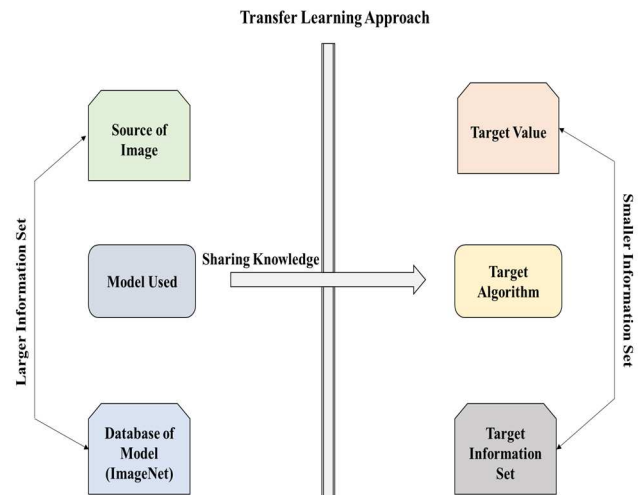 Transfer Learning Approach
Source of
Image
Target Value
Larger Information Set
Smaller Information Set
Sharing Knowledge
Model Used
Target
Algorithm
Database of
Model
(ImageNet)
Target
Information
Set